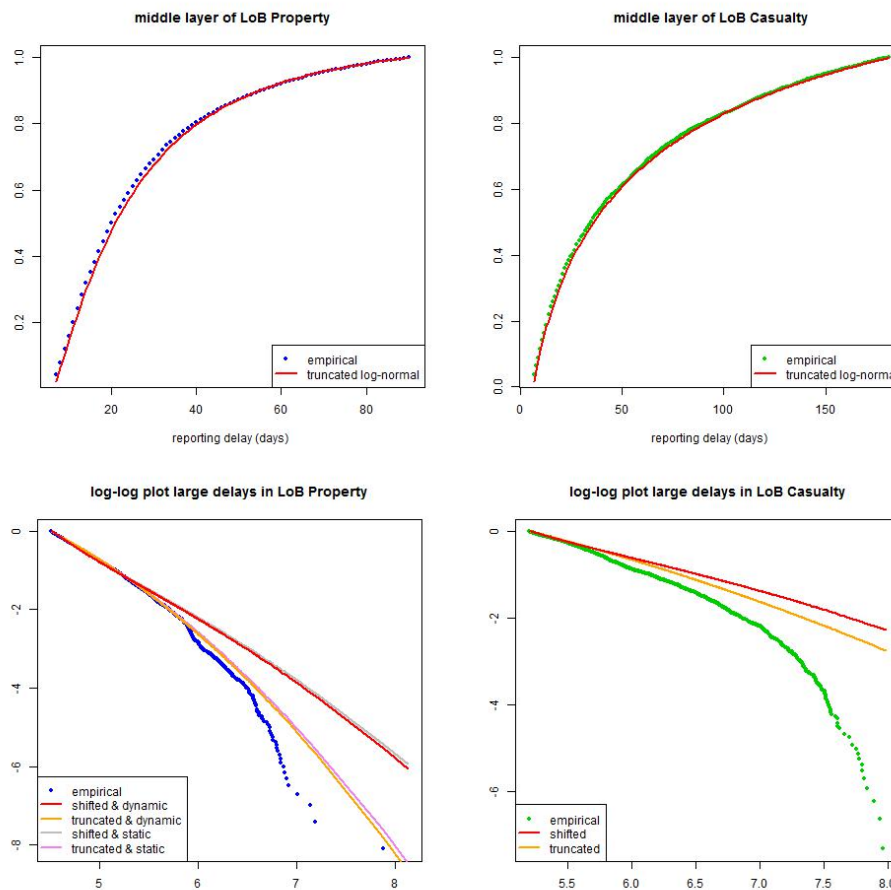 middle layer of LoB Property
1.0
0.8
0.6
0.4
0.2
empirical
truncated log-normal
20 40 60 80
reporting delay (days)
middle layer of LoB Casualty
1.0
0.8
0.6
0.4
0.2
0.0
empirical
truncated log-normal
0 50 100 150
reporting delay (days)
log-log plot large delays in LoB Property
0
-2
-4
-6
-8
empirical
shifted & dynamic
truncated & dynamic
shifted & static
truncated & static
5 6 7 8
log-log plot large delays in LoB Casualty
0
-2
-4
-6
empirical
shifted
truncated
5.5 6.0 6.5 7.0 7.5 8.0